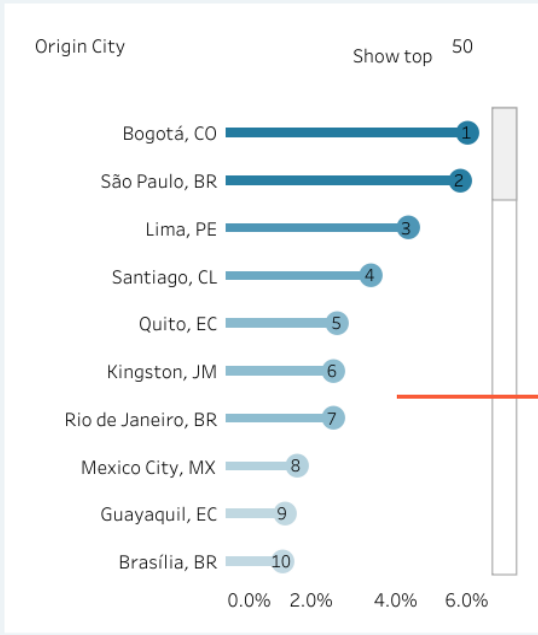 Origin City
Show top 50
Bogotá, CO 1
São Paulo, BR 2
Lima, PE 3
Santiago, CL 4
Quito, EC 5
Kingston, JM 6
Rio de Janeiro, BR 7
Mexico City, MX 8
Guayaquil, EC 9
Brasília, BR 10
0.0% 2.0% 4.0% 6.0%